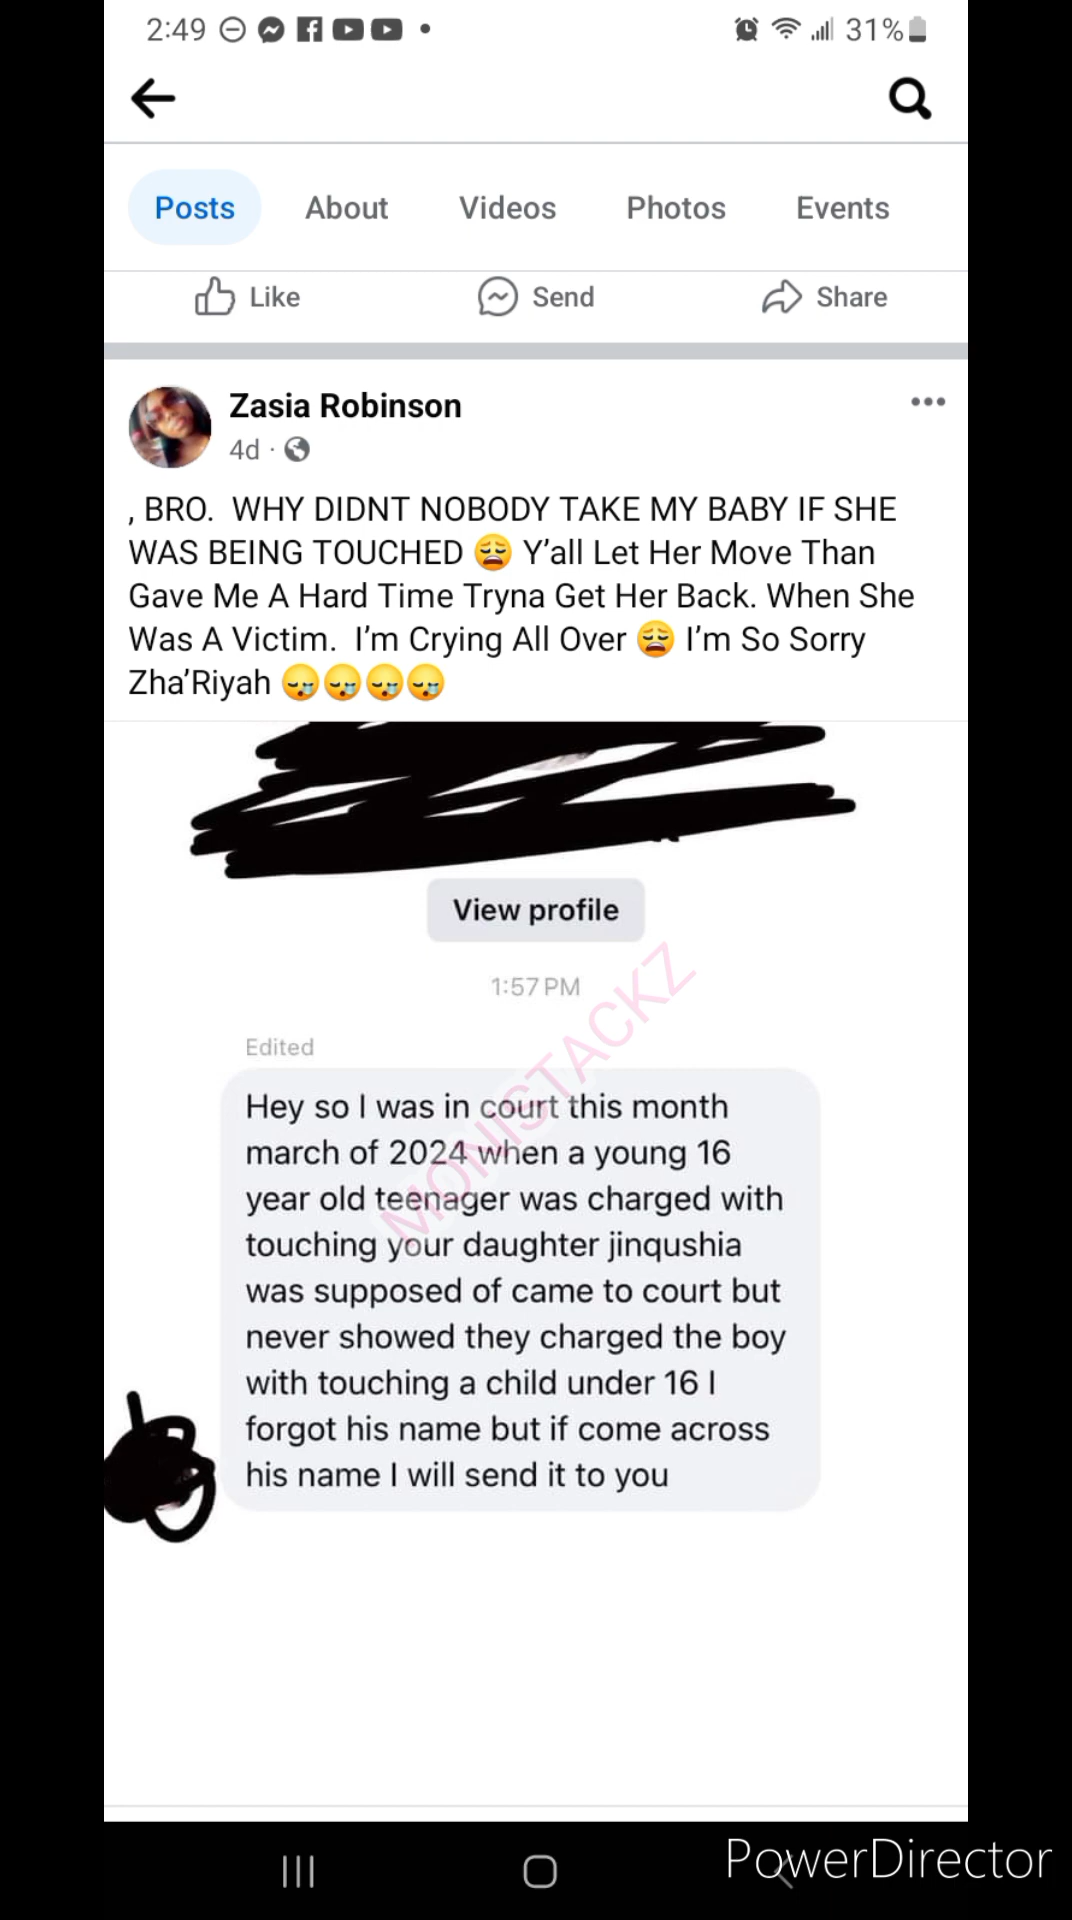 2:49 31%
Posts About Videos Photos Events
Like Send Share
Zasia Robinson
4d ·
, BRO. WHY DIDNT NOBODY TAKE MY BABY IF SHE
WAS BEING TOUCHED 😩 Y’all Let Her Move Than
Gave Me A Hard Time Tryna Get Her Back. When She
Was A Victim. I’m Crying All Over 😩 I’m So Sorry
Zha’Riyah 😪😪😪😪
View profile
1:57 PM
Edited
Hey so I was in court this month
march of 2024 when a young 16
year old teenager was charged with
touching your daughter jinqushia
was supposed of came to court but
never showed they charged the boy
with touching a child under 16 I
forgot his name but if come across
his name I will send it to you
MONISTACKZ
PowerDirector